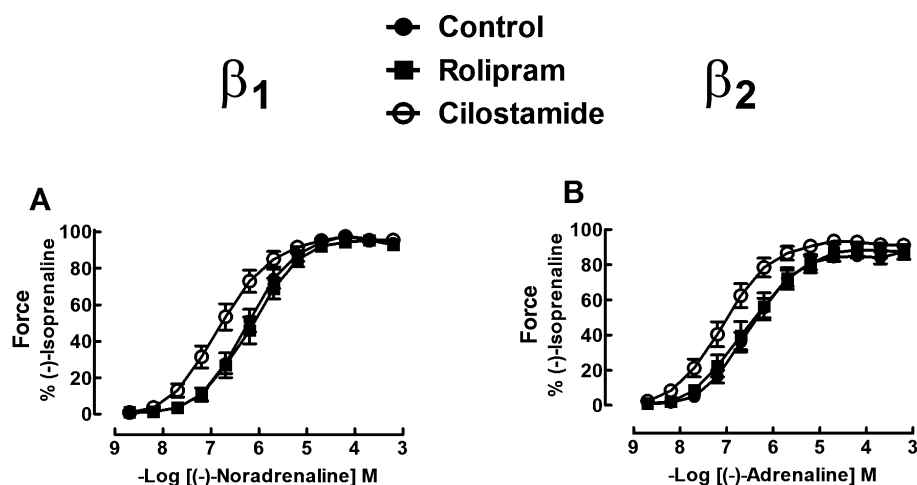 Control
Rolipram
Cilostamide
β1
β2
A
B
Force
% (-)-Isoprenaline
100
80
60
40
20
0
9 8 7 6 5 4 3
-Log [(-)-Noradrenaline] M
Force
% (-)-Isoprenaline
100
80
60
40
20
0
9 8 7 6 5 4 3
-Log [(-)-Adrenaline] M